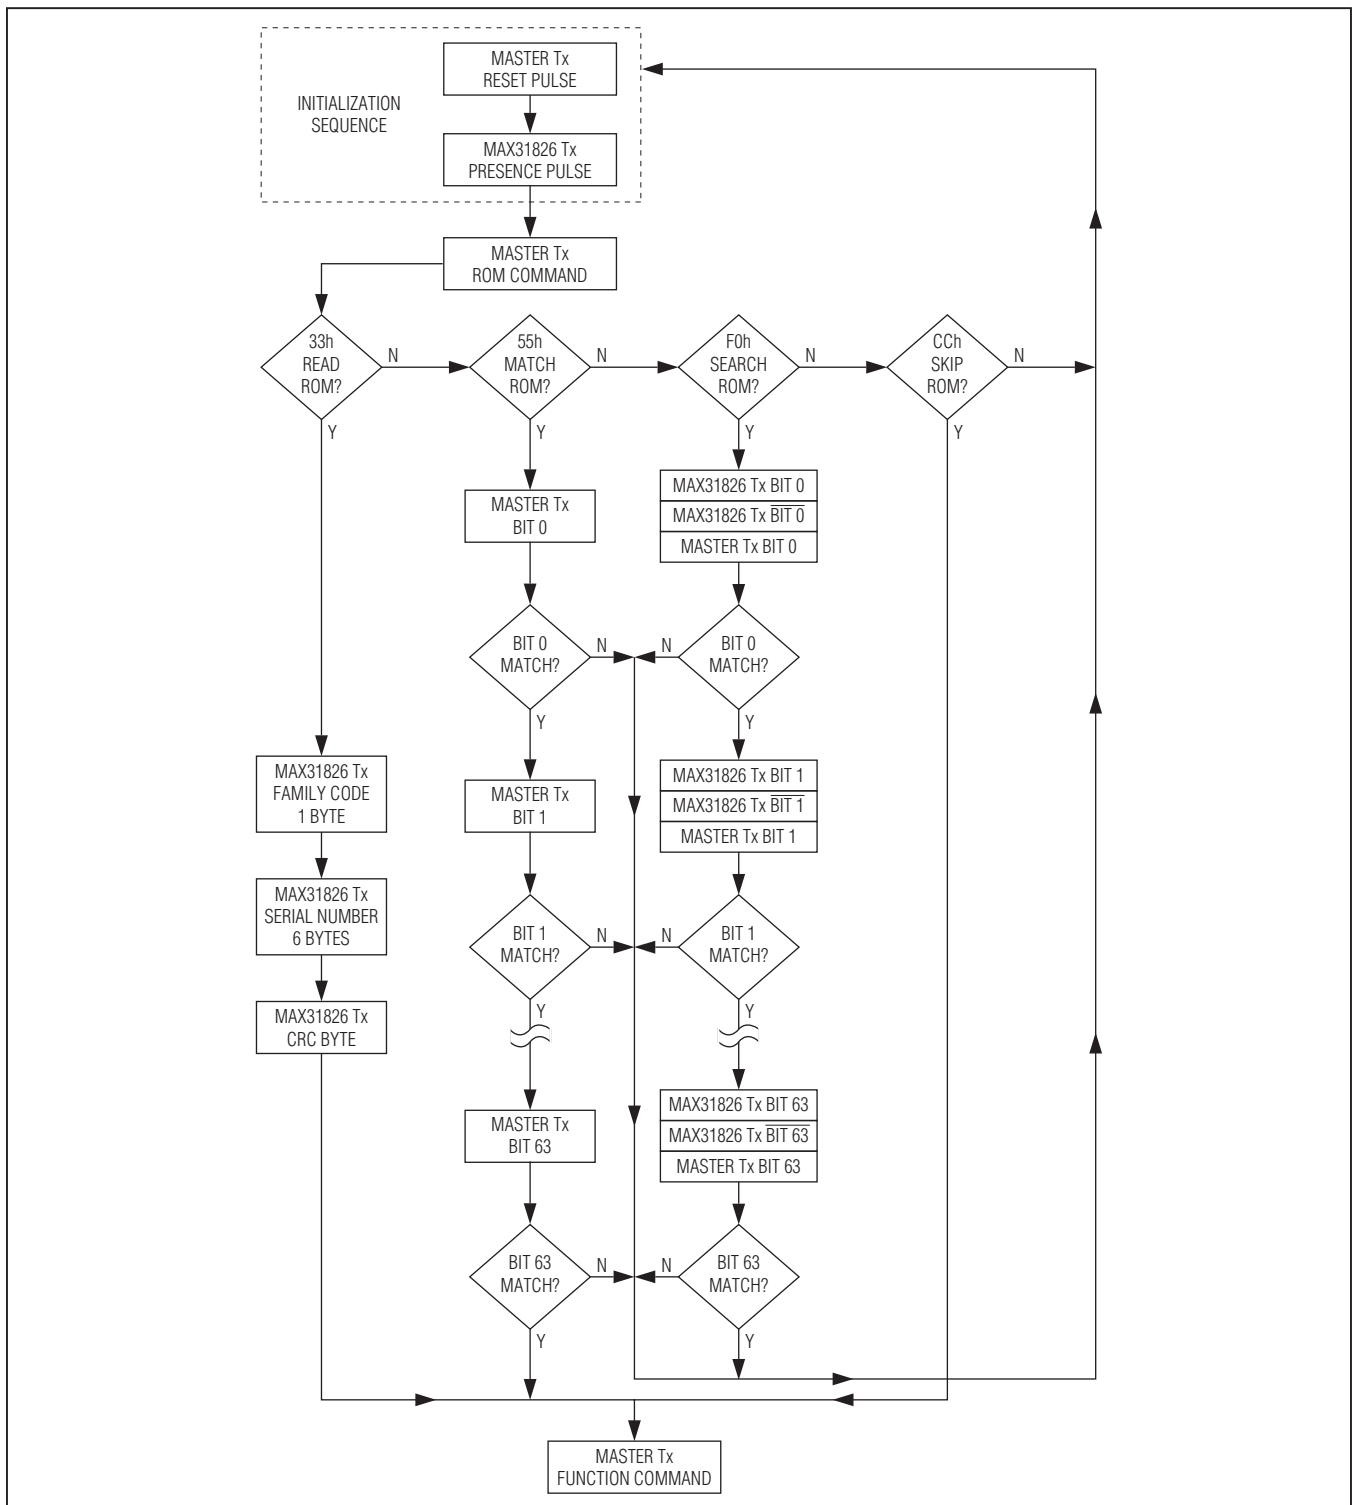 MASTER Tx
RESET PULSE
INITIALIZATION
SEQUENCE
MAX31826 Tx
PRESENCE PULSE
MASTER Tx
ROM COMMAND
33h
READ
ROM?
N
Y
55h
MATCH
ROM?
N
Y
F0h
SEARCH
ROM?
N
Y
CCh
SKIP
ROM?
N
Y
MASTER Tx
BIT 0
MAX31826 Tx BIT 0
MAX31826 Tx B̅I̅T̅ ̅0̅
MASTER Tx BIT 0
BIT 0
MATCH?
N
Y
BIT 0
MATCH?
N
Y
MAX31826 Tx
FAMILY CODE
1 BYTE
MASTER Tx
BIT 1
MAX31826 Tx BIT 1
MAX31826 Tx B̅I̅T̅ ̅1̅
MASTER Tx BIT 1
MAX31826 Tx
SERIAL NUMBER
6 BYTES
BIT 1
MATCH?
N
Y
BIT 1
MATCH?
N
Y
MAX31826 Tx
CRC BYTE
MASTER Tx
BIT 63
MAX31826 Tx BIT 63
MAX31826 Tx B̅I̅T̅ ̅6̅3̅
MASTER Tx BIT 63
BIT 63
MATCH?
N
Y
BIT 63
MATCH?
N
Y
MASTER Tx
FUNCTION COMMAND